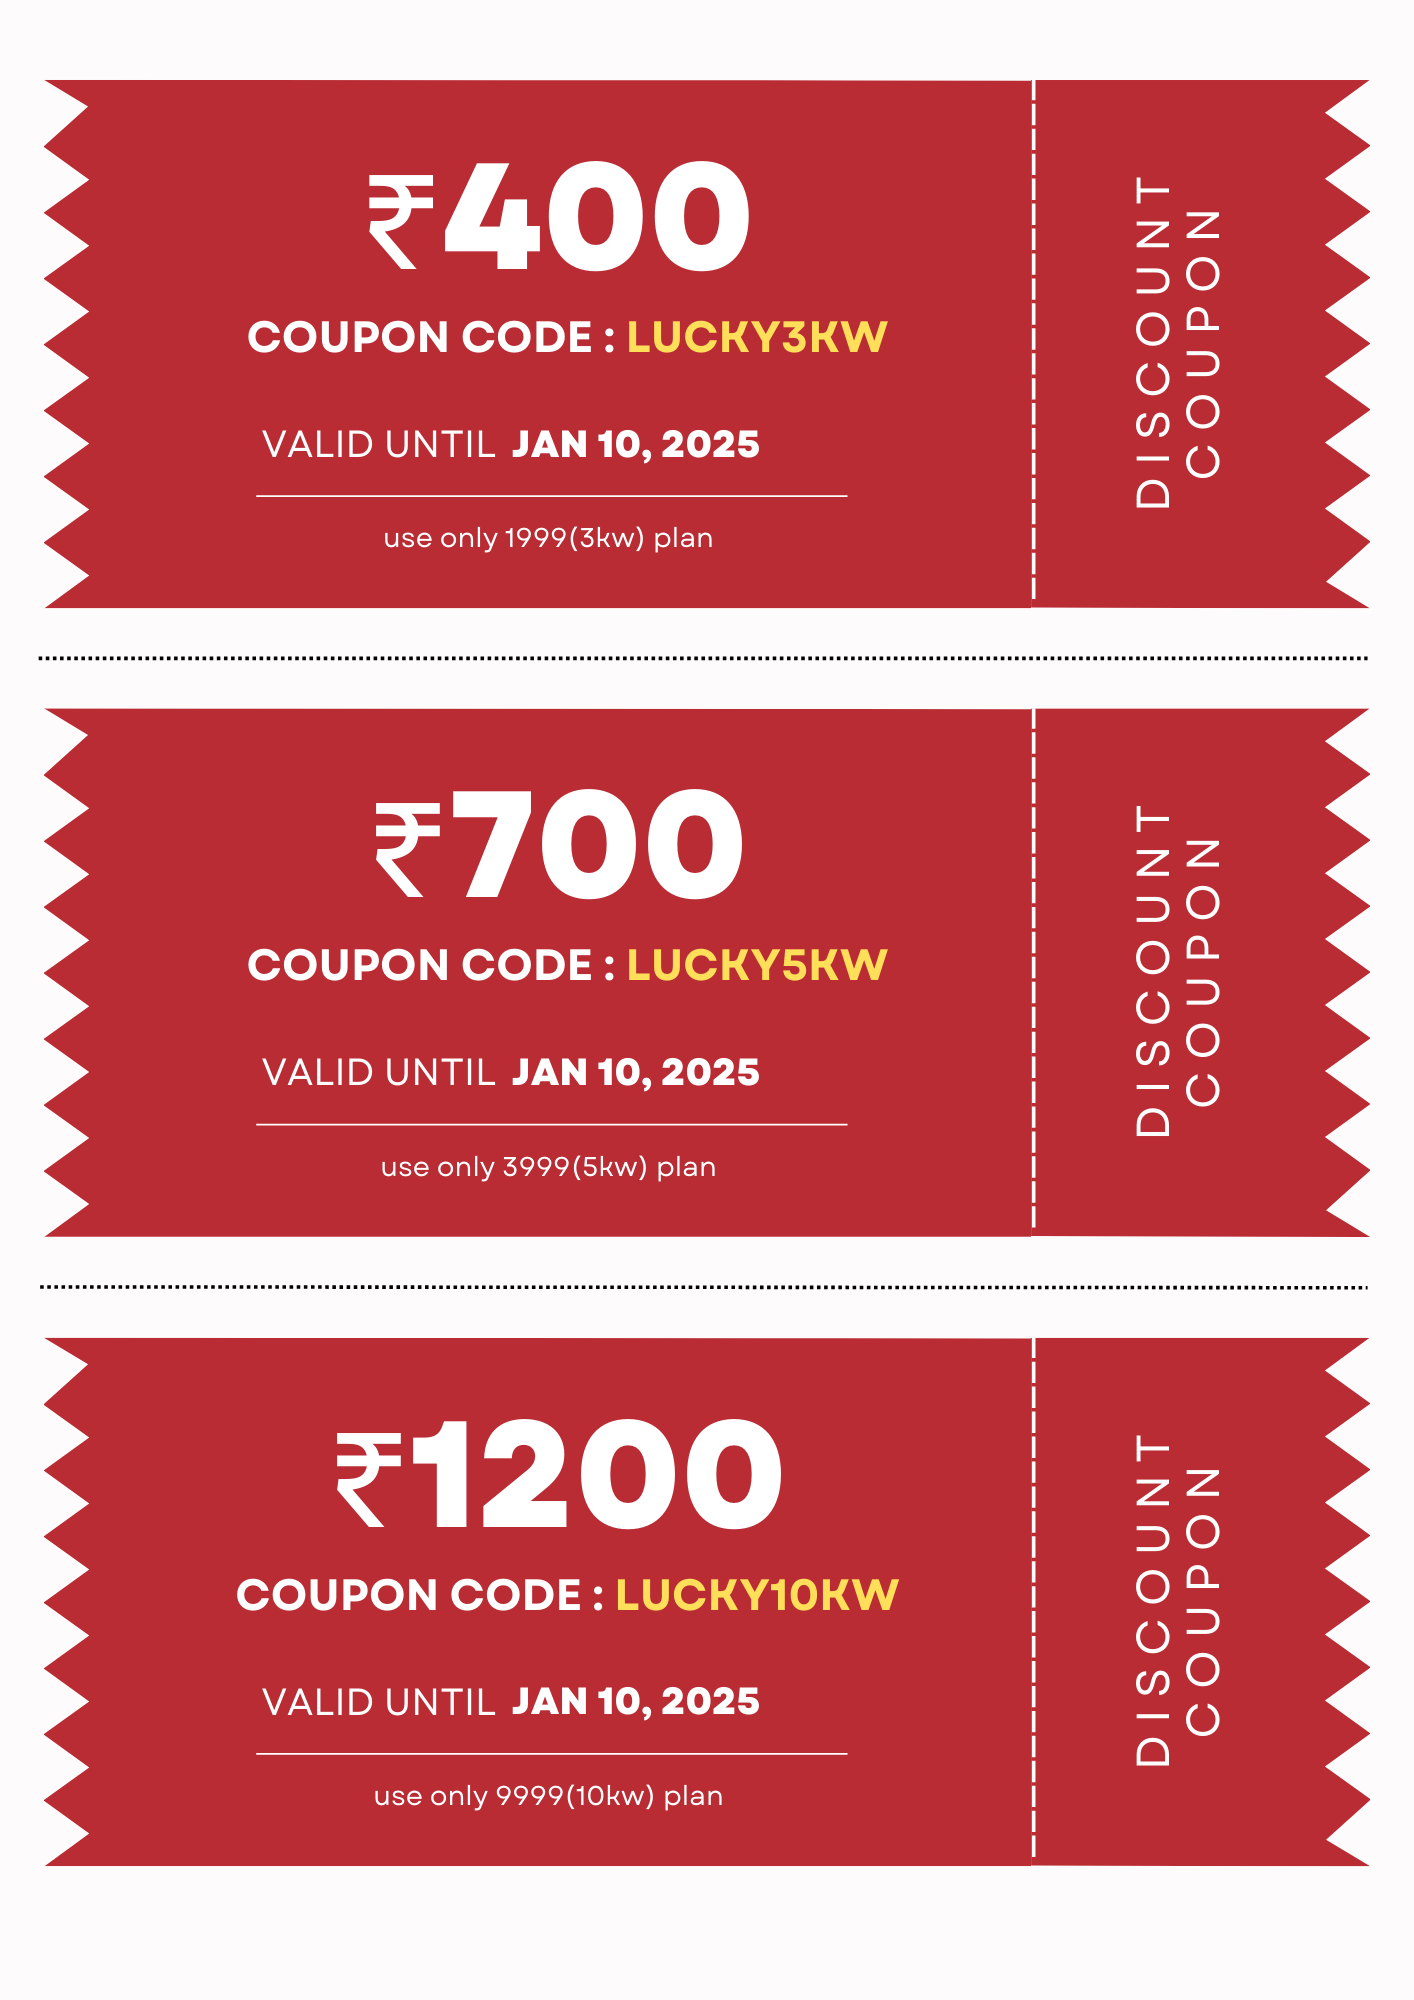 ₹400
COUPON CODE : LUCKY3KW
VALID UNTIL JAN 10, 2025
use only 1999(3kw) plan
DISCOUNT
COUPON
₹700
COUPON CODE : LUCKY5KW
VALID UNTIL JAN 10, 2025
use only 3999(5kw) plan
DISCOUNT
COUPON
₹1200
COUPON CODE : LUCKY10KW
VALID UNTIL JAN 10, 2025
use only 9999(10kw) plan
DISCOUNT
COUPON